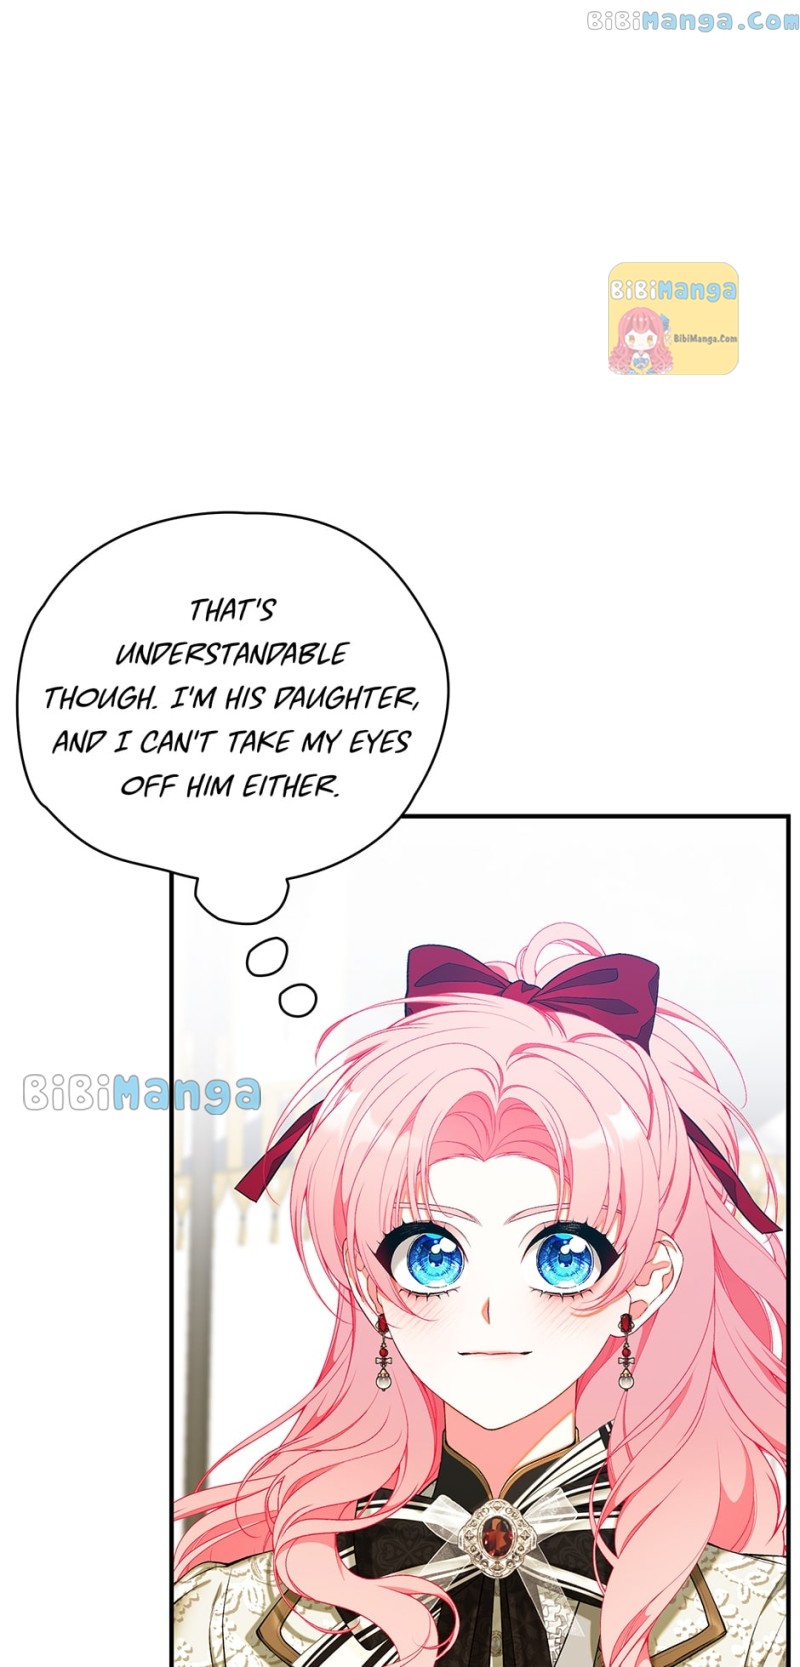 BiBiManga.Com
BiBiManga
BibiManga.Com
THAT'S
UNDERSTANDABLE
THOUGH. I'M HIS DAUGHTER,
AND I CAN'T TAKE MY EYES
OFF HIM EITHER.
BiBiManga